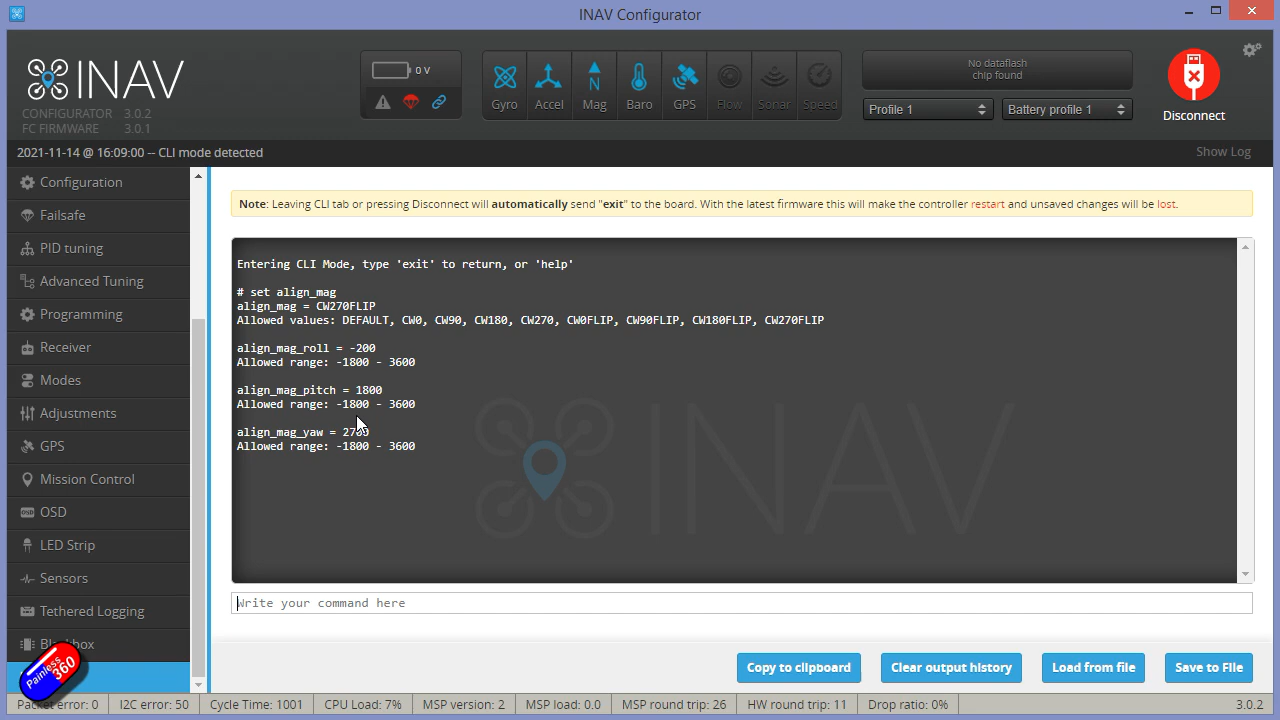 INAV Configurator
INAV
CONFIGURATOR 3.0.2
FC FIRMWARE 3.0.1
0 V
Gyro
Accel
Mag
Baro
GPS
Flow
Sonar
Speed
No dataflash
chip found
Profile 1
Battery profile 1
Disconnect
2021-11-14 @ 16:09:00 -- CLI mode detected
Show Log
Configuration
Failsafe
PID tuning
Advanced Tuning
Programming
Receiver
Modes
Adjustments
GPS
Mission Control
OSD
LED Strip
Sensors
Tethered Logging
Blackbox
Painless
360
Note: Leaving CLI tab or pressing Disconnect will automatically send "exit" to the board. With the latest firmware this will make the controller restart and unsaved changes will be lost.
Entering CLI Mode, type 'exit' to return, or 'help'
# set align_mag
align_mag = CW270FLIP
Allowed values: DEFAULT, CW0, CW90, CW180, CW270, CW0FLIP, CW90FLIP, CW180FLIP, CW270FLIP
align_mag_roll = -200
Allowed range: -1800 - 3600
align_mag_pitch = 1800
Allowed range: -1800 - 3600
align_mag_yaw = 2700
Allowed range: -1800 - 3600
INAV
Write your command here
Copy to clipboard
Clear output history
Load from file
Save to File
Packet error: 0
I2C error: 50
Cycle Time: 1001
CPU Load: 7%
MSP version: 2
MSP load: 0.0
MSP round trip: 26
HW round trip: 11
Drop ratio: 0%
3.0.2